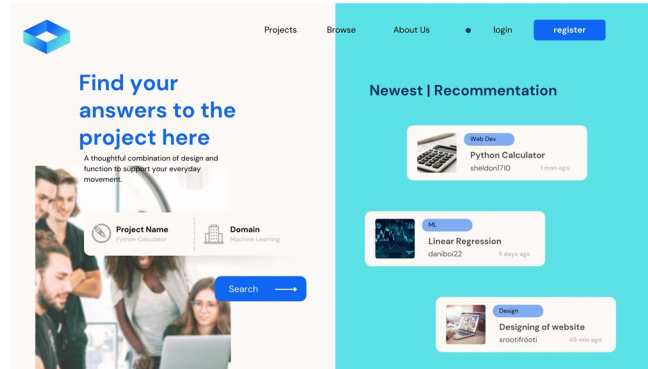 Projects Browse About Us login register
Find your
answers to the
project here
A thoughtful combination of design and
function to support your everyday
movement.
Project Name
Python Calculator
Domain
Machine Learning
Search
Newest | Recommentation
Web Dev
Python Calculator
sheldon1710 1 mon ago
ML
Linear Regression
daniboi22 5 days ago
Design
Designing of website
srootifrooti 45 min ago